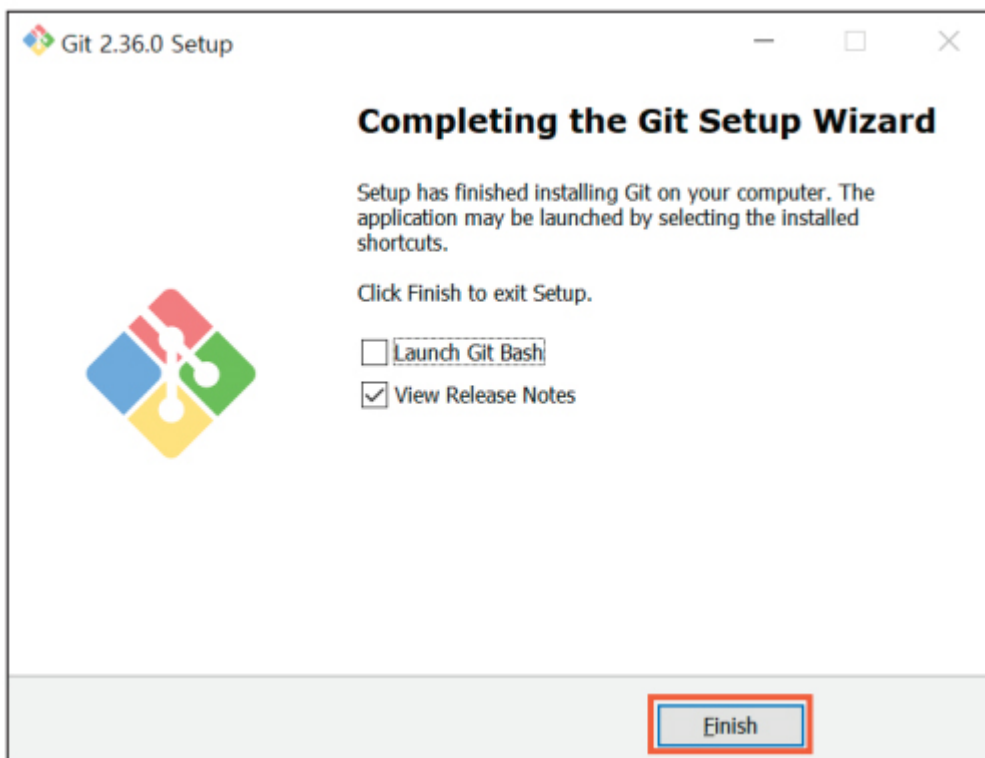 Git 2.36.0 Setup
Completing the Git Setup Wizard
Setup has finished installing Git on your computer. The
application may be launched by selecting the installed
shortcuts.
Click Finish to exit Setup.
Launch Git Bash
View Release Notes
Finish